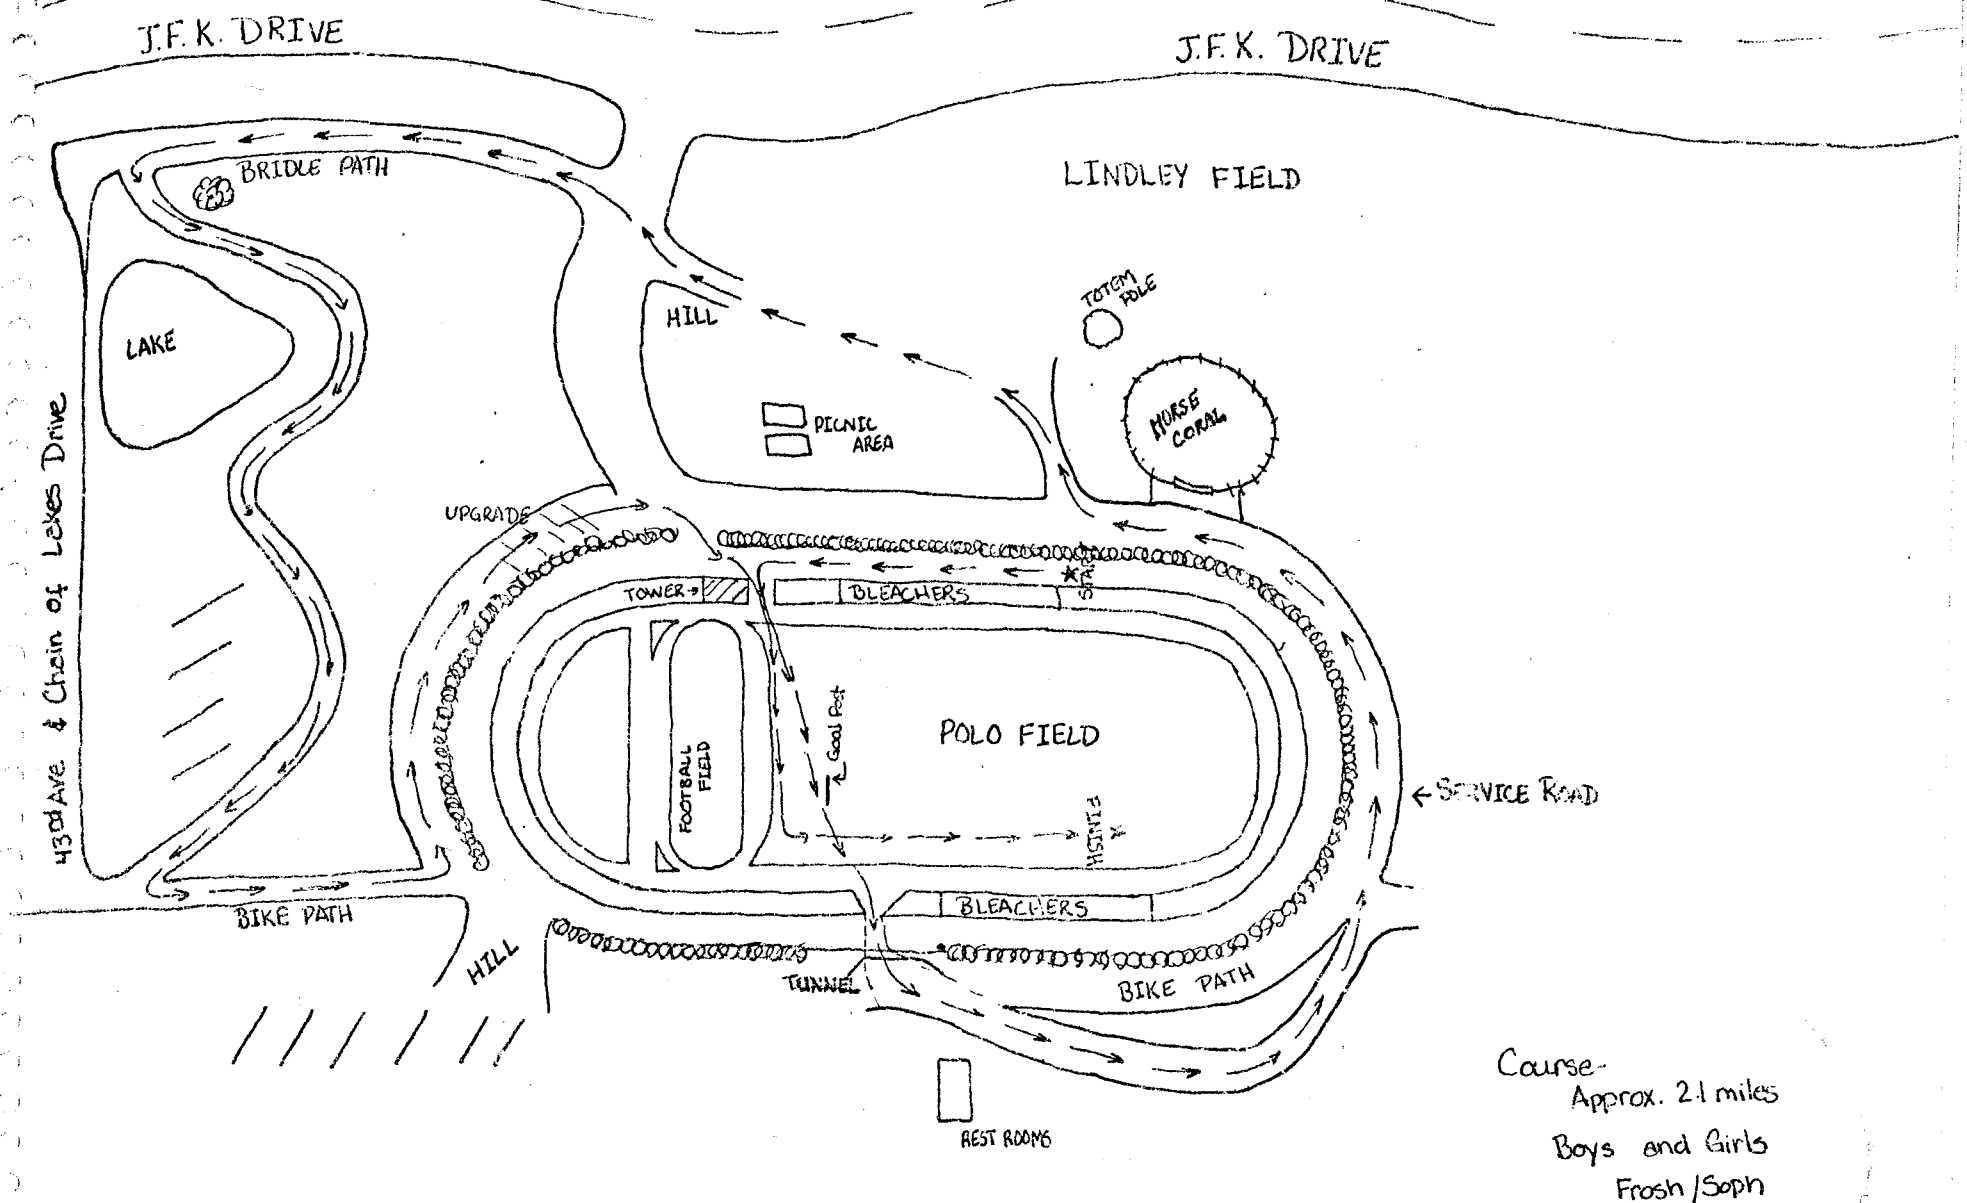 J.F.K. DRIVE
J.F.K. DRIVE
BRIDLE PATH
LINDLEY FIELD
TOTEM
POLE
HILL
LAKE
HORSE
CORAL
PICNIC
AREA
43rd Ave & Chain of Lakes Drive
UPGRADE
START
TOWER
BLEACHERS
Goal Post
POLO FIELD
FOOTBALL
FIELD
SERVICE ROAD
FINISH
BIKE PATH
BLEACHERS
HILL
TUNNEL
BIKE PATH
REST ROOMS
Course-
Approx. 2.1 miles
Boys and Girls
Frosh/Soph